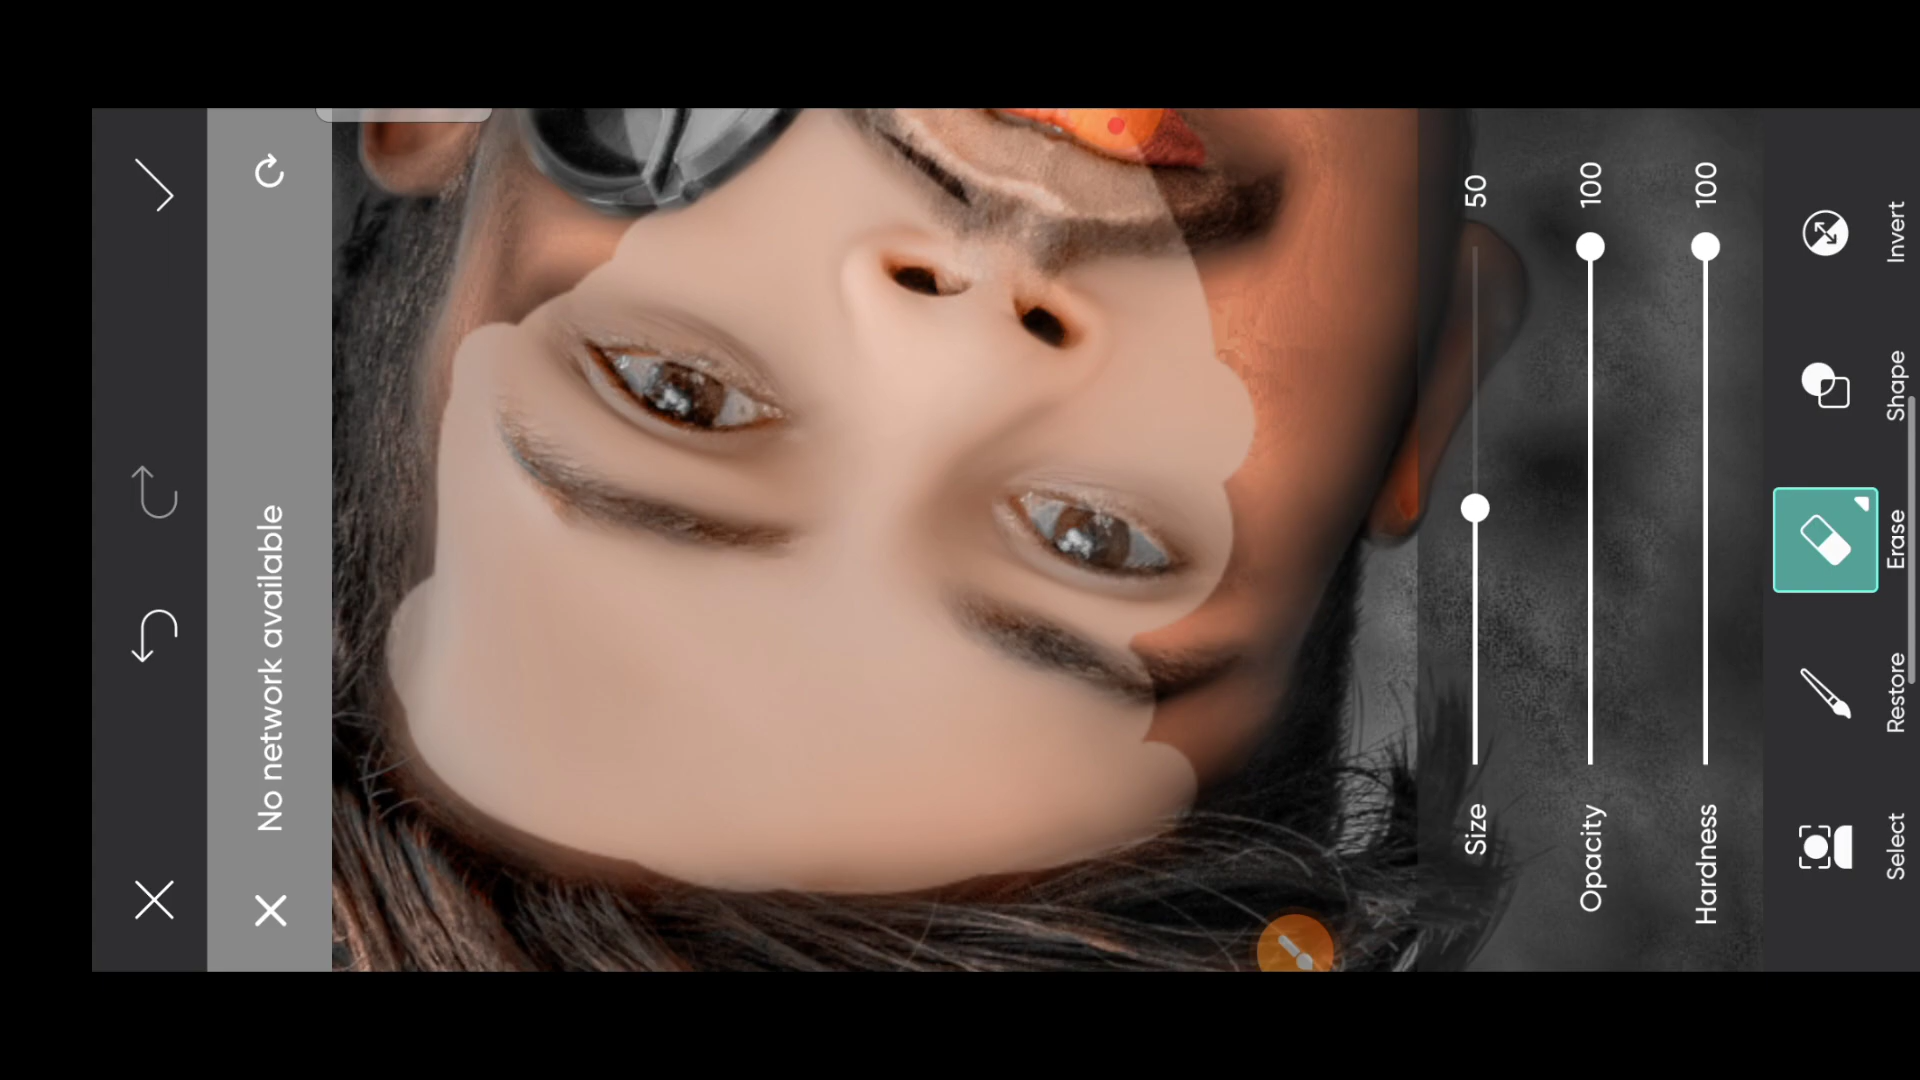 No network available
Size
50
Opacity
100
Hardness
100
Select
Restore
Erase
Shape
Invert